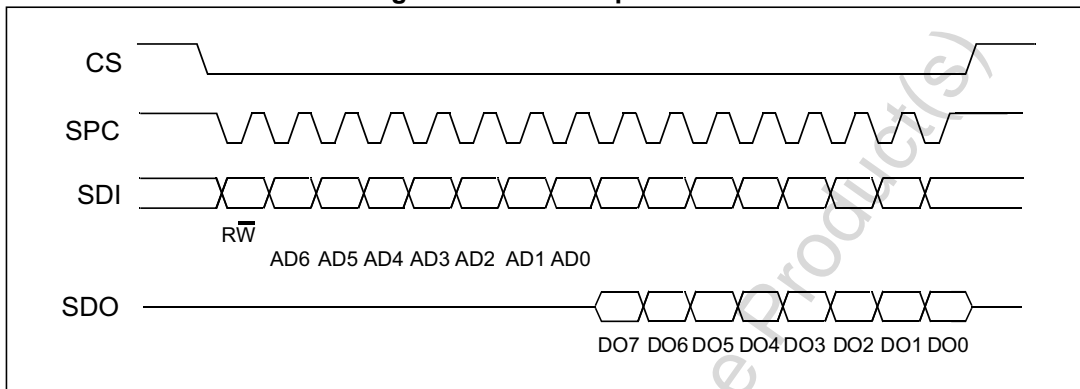 CS
SPC
SDI
RW̅
AD6 AD5 AD4 AD3 AD2 AD1 AD0
SDO
DO7 DO6 DO5 DO4 DO3 DO2 DO1 DO0
e Product(s)